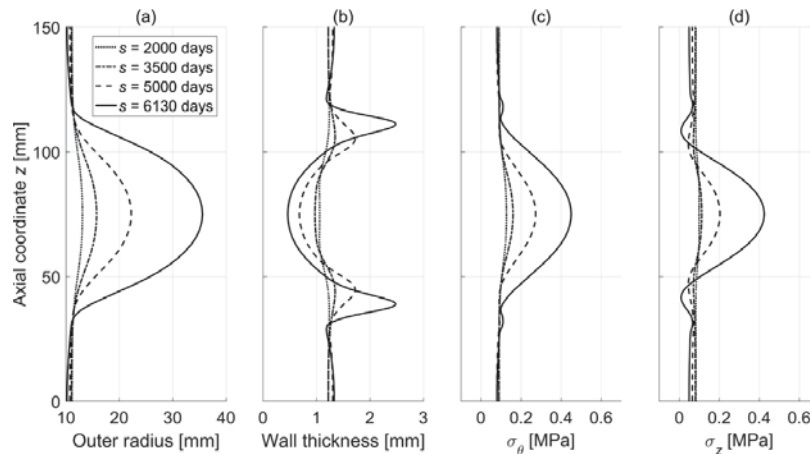 (a) (b) (c) (d)
150
100
50
0
Axial coordinate z [mm]
s = 2000 days
s = 3500 days
s = 5000 days
s = 6130 days
10 20 30 40
Outer radius [mm]
0 1 2 3
Wall thickness [mm]
0 0.2 0.4 0.6
σθ [MPa]
0 0.2 0.4 0.6
σz [MPa]